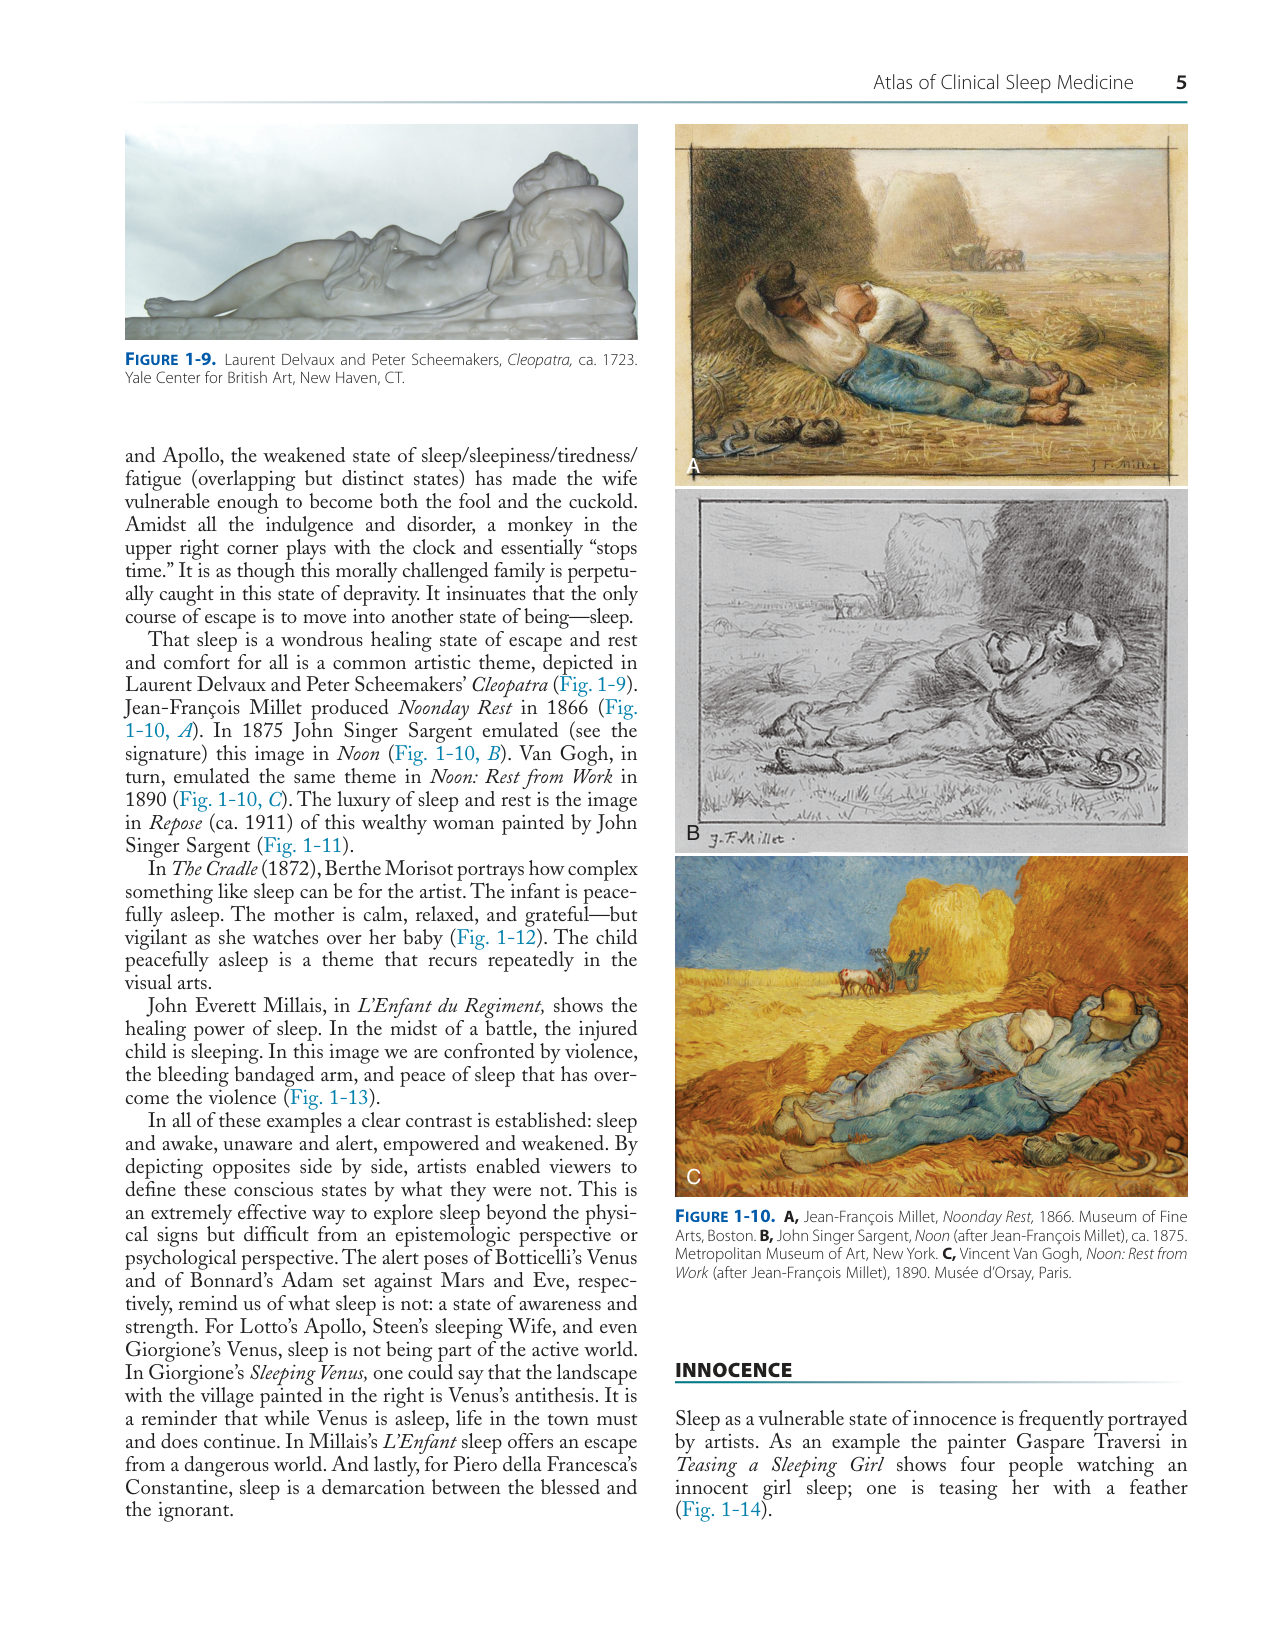 Atlas of Clinical Sleep Medicine 5
FIGURE 1-9. Laurent Delvaux and Peter Scheemakers, Cleopatra, ca. 1723.
Yale Center for British Art, New Haven, CT.
and Apollo, the weakened state of sleep/sleepiness/tiredness/
fatigue (overlapping but distinct states) has made the wife
vulnerable enough to become both the fool and the cuckold.
Amidst all the indulgence and disorder, a monkey in the
upper right corner plays with the clock and essentially “stops
time.” It is as though this morally challenged family is perpetu-
ally caught in this state of depravity. It insinuates that the only
course of escape is to move into another state of being—sleep.
That sleep is a wondrous healing state of escape and rest
and comfort for all is a common artistic theme, depicted in
Laurent Delvaux and Peter Scheemakers’ Cleopatra (Fig. 1-9).
Jean-François Millet produced Noonday Rest in 1866 (Fig.
1-10, A). In 1875 John Singer Sargent emulated (see the
signature) this image in Noon (Fig. 1-10, B). Van Gogh, in
turn, emulated the same theme in Noon: Rest from Work in
1890 (Fig. 1-10, C). The luxury of sleep and rest is the image
in Repose (ca. 1911) of this wealthy woman painted by John
Singer Sargent (Fig. 1-11).
In The Cradle (1872), Berthe Morisot portrays how complex
something like sleep can be for the artist. The infant is peace-
fully asleep. The mother is calm, relaxed, and grateful—but
vigilant as she watches over her baby (Fig. 1-12). The child
peacefully asleep is a theme that recurs repeatedly in the
visual arts.
John Everett Millais, in L’Enfant du Regiment, shows the
healing power of sleep. In the midst of a battle, the injured
child is sleeping. In this image we are confronted by violence,
the bleeding bandaged arm, and peace of sleep that has over-
come the violence (Fig. 1-13).
In all of these examples a clear contrast is established: sleep
and awake, unaware and alert, empowered and weakened. By
depicting opposites side by side, artists enabled viewers to
define these conscious states by what they were not. This is
an extremely effective way to explore sleep beyond the physi-
cal signs but difficult from an epistemologic perspective or
psychological perspective. The alert poses of Botticelli’s Venus
and of Bonnard’s Adam set against Mars and Eve, respec-
tively, remind us of what sleep is not: a state of awareness and
strength. For Lotto’s Apollo, Steen’s sleeping Wife, and even
Giorgione’s Venus, sleep is not being part of the active world.
In Giorgione’s Sleeping Venus, one could say that the landscape
with the village painted in the right is Venus’s antithesis. It is
a reminder that while Venus is asleep, life in the town must
and does continue. In Millais’s L’Enfant sleep offers an escape
from a dangerous world. And lastly, for Piero della Francesca’s
Constantine, sleep is a demarcation between the blessed and
the ignorant.
J. F. Millet
A
B
J. F. Millet.
C
FIGURE 1-10. A, Jean-François Millet, Noonday Rest, 1866. Museum of Fine
Arts, Boston. B, John Singer Sargent, Noon (after Jean-François Millet), ca. 1875.
Metropolitan Museum of Art, New York. C, Vincent Van Gogh, Noon: Rest from
Work (after Jean-François Millet), 1890. Musée d’Orsay, Paris.
INNOCENCE
Sleep as a vulnerable state of innocence is frequently portrayed
by artists. As an example the painter Gaspare Traversi in
Teasing a Sleeping Girl shows four people watching an
innocent girl sleep; one is teasing her with a feather
(Fig. 1-14).